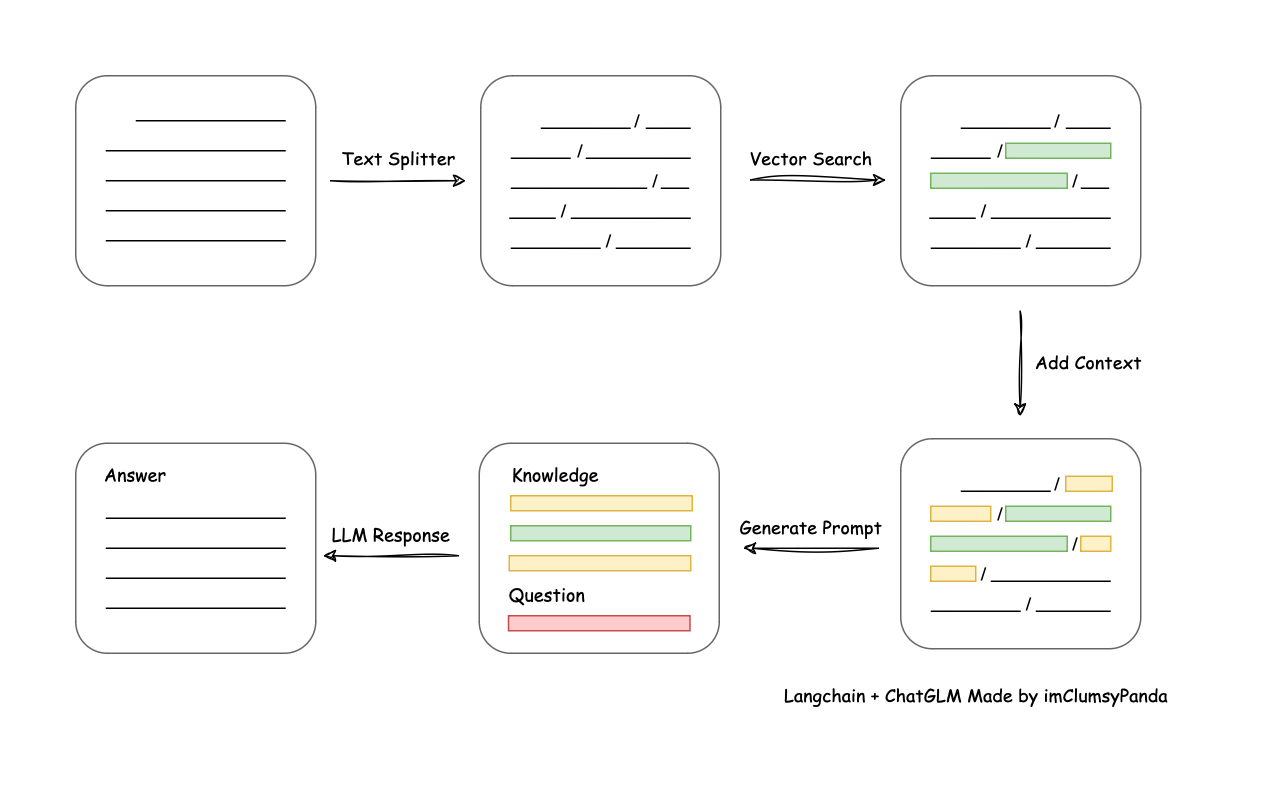 Text Splitter
/
/
/
/
/
Vector Search
/
/
/
/
/
Add Context
/
/
/
/
/
Generate Prompt
Knowledge
Question
LLM Response
Answer
Langchain + ChatGLM Made by imClumsyPanda